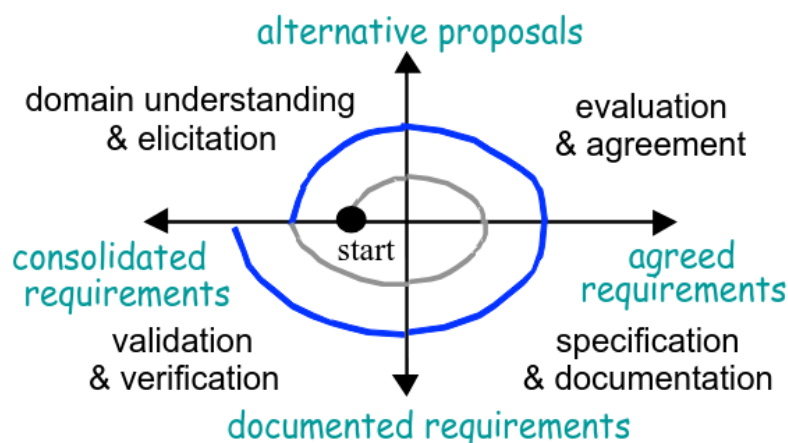 alternative proposals
domain understanding
& elicitation
evaluation
& agreement
start
consolidated
requirements
agreed
requirements
validation
& verification
specification
& documentation
documented requirements